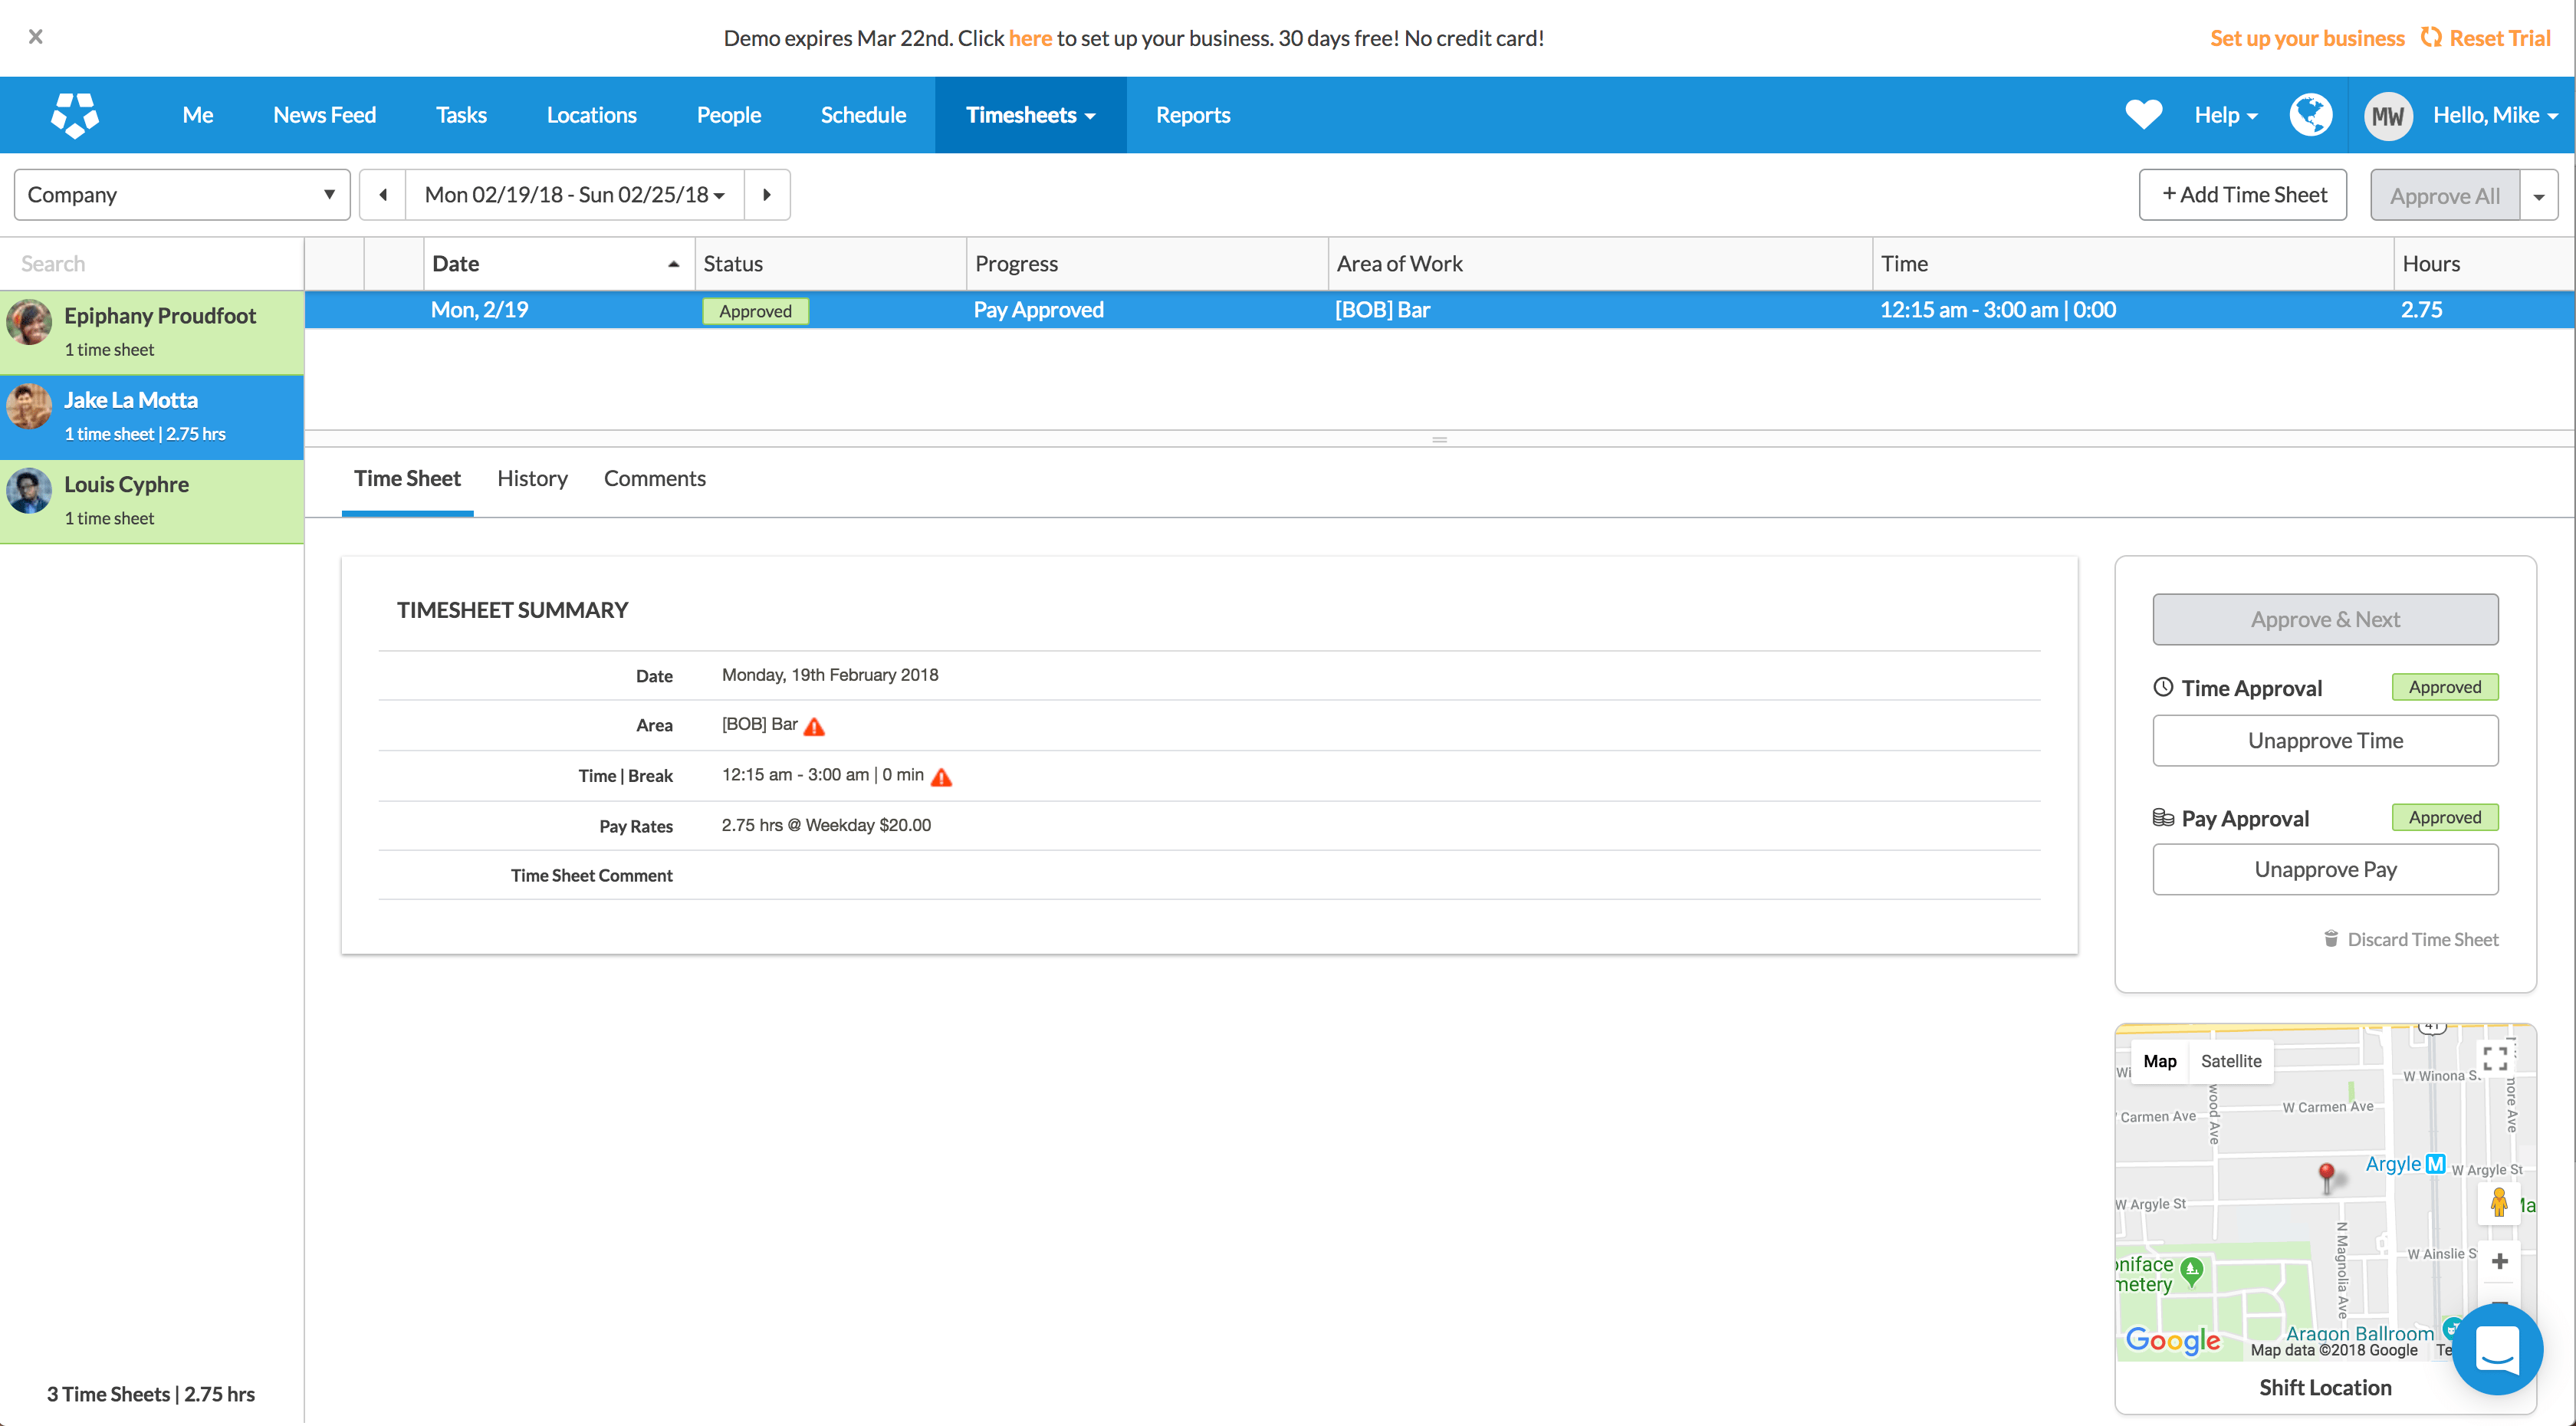 Demo expires Mar 22nd. Click here to set up your business. 30 days free! No credit card!
Set up your business Reset Trial
Me News Feed Tasks Locations People Schedule Timesheets Reports
Help MW Hello, Mike
Company Mon 02/19/18 - Sun 02/25/18 + Add Time Sheet Approve All
Search
Date Status Progress Area of Work Time Hours
Mon, 2/19 Approved Pay Approved [BOB] Bar 12:15 am - 3:00 am | 0:00 2.75
Epiphany Proudfoot
1 time sheet
Jake La Motta
1 time sheet | 2.75 hrs
Louis Cyphre
1 time sheet
3 Time Sheets | 2.75 hrs
Time Sheet History Comments
TIMESHEET SUMMARY
Date Monday, 19th February 2018
Area [BOB] Bar
Time | Break 12:15 am - 3:00 am | 0 min
Pay Rates 2.75 hrs @ Weekday $20.00
Time Sheet Comment
Approve & Next
Time Approval Approved
Unapprove Time
Pay Approval Approved
Unapprove Pay
Discard Time Sheet
41
Map Satellite
W Winona S
W Carmen Ave
Carmen Ave
wood Ave
more Ave
Argyle M W Argyle St
W Argyle St
N Magnolia Ave
W Ainslie S
oniface
metery
Aragon Ballroom
Google Map data ©2018 Google Te
Shift Location